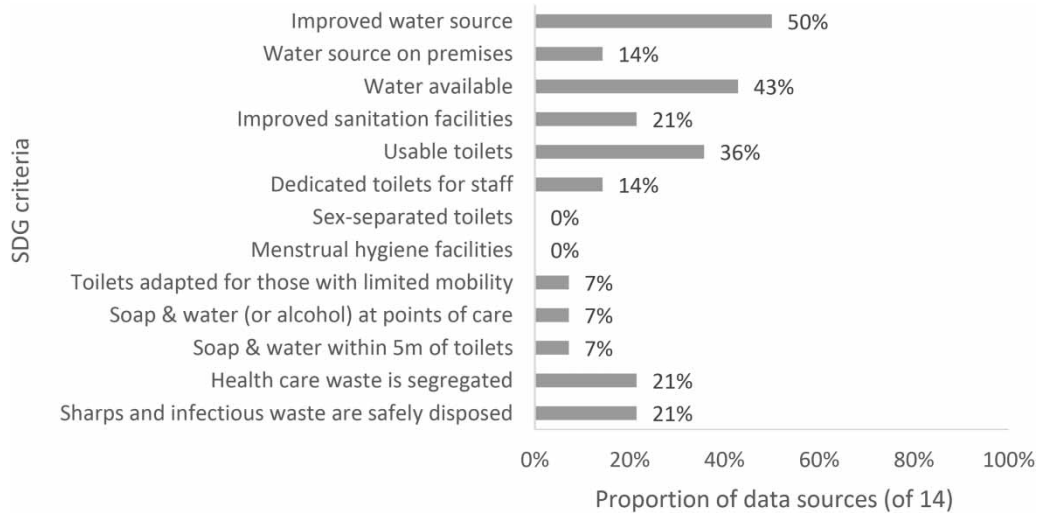 Improved water source 50%
Water source on premises 14%
Water available 43%
Improved sanitation facilities 21%
Usable toilets 36%
Dedicated toilets for staff 14%
Sex-separated toilets 0%
Menstrual hygiene facilities 0%
Toilets adapted for those with limited mobility 7%
Soap & water (or alcohol) at points of care 7%
Soap & water within 5m of toilets 7%
Health care waste is segregated 21%
Sharps and infectious waste are safely disposed 21%
SDG criteria
0% 20% 40% 60% 80% 100%
Proportion of data sources (of 14)